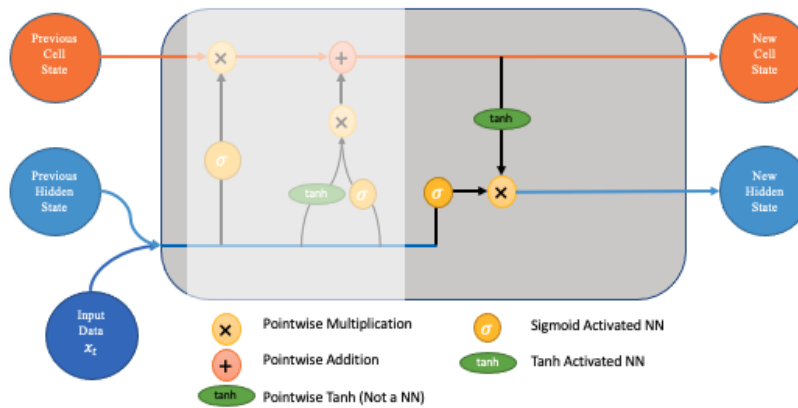 Previous
Cell
State
New
Cell
State
×
+
tanh
×
σ
Previous
Hidden
State
tanh
σ
σ
×
New
Hidden
State
Input
Data
x_t
× Pointwise Multiplication
σ Sigmoid Activated NN
+ Pointwise Addition
tanh Tanh Activated NN
tanh Pointwise Tanh (Not a NN)